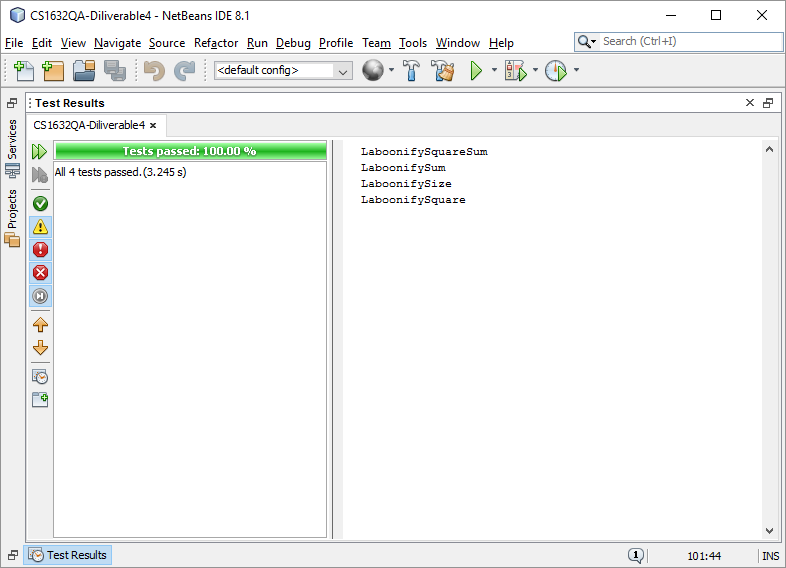 CS1632QA-Diliverable4 - NetBeans IDE 8.1
File Edit View Navigate Source Refactor Run Debug Profile Team Tools Window Help
Search (Ctrl+I)
<default config>
Test Results
CS1632QA-Diliverable4
Services
Projects
Tests passed: 100.00 %
All 4 tests passed.(3.245 s)
LaboonifySquareSum
LaboonifySum
LaboonifySize
LaboonifySquare
Test Results
1
101:44
INS